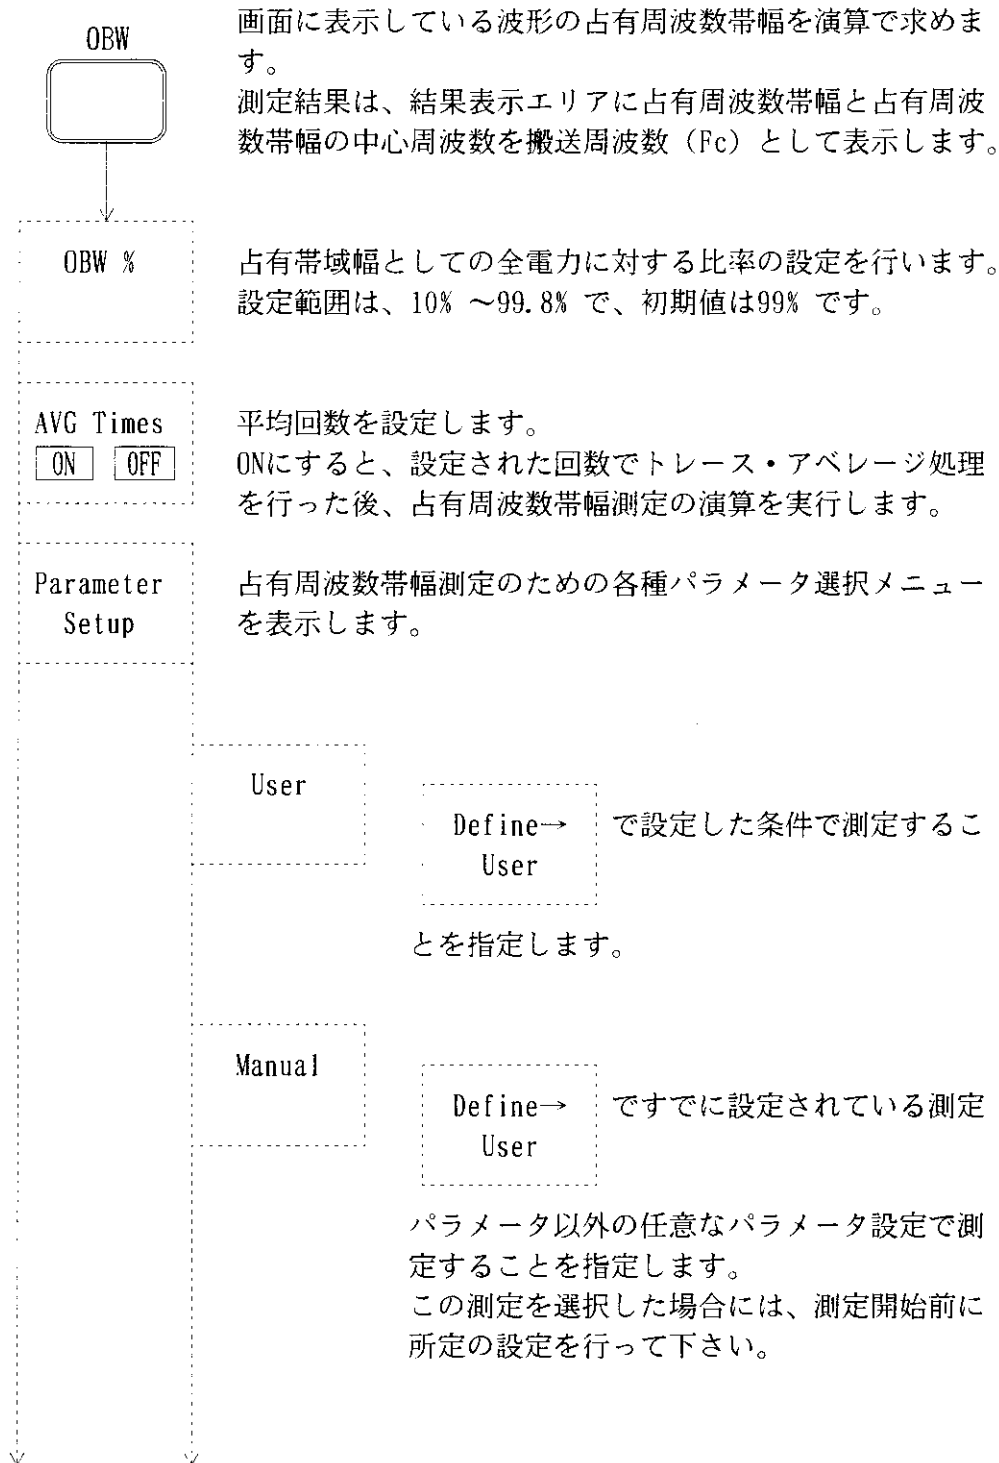 OBW
画面に表示している波形の占有周波数帯幅を演算で求めま
す。
測定結果は、結果表示エリアに占有周波数帯幅と占有周波
数帯幅の中心周波数を搬送周波数（Fc）として表示します。
OBW %
占有帯域幅としての全電力に対する比率の設定を行います。
設定範囲は、10% ～99.8% で、初期値は99% です。
AVG Times
ON OFF
平均回数を設定します。
ONにすると、設定された回数でトレース・アベレージ処理
を行った後、占有周波数帯幅測定の演算を実行します。
Parameter
Setup
占有周波数帯幅測定のための各種パラメータ選択メニュー
を表示します。
User
Define→
User
で設定した条件で測定するこ
とを指定します。
Manual
Define→
User
ですでに設定されている測定
パラメータ以外の任意なパラメータ設定で測
定することを指定します。
この測定を選択した場合には、測定開始前に
所定の設定を行って下さい。